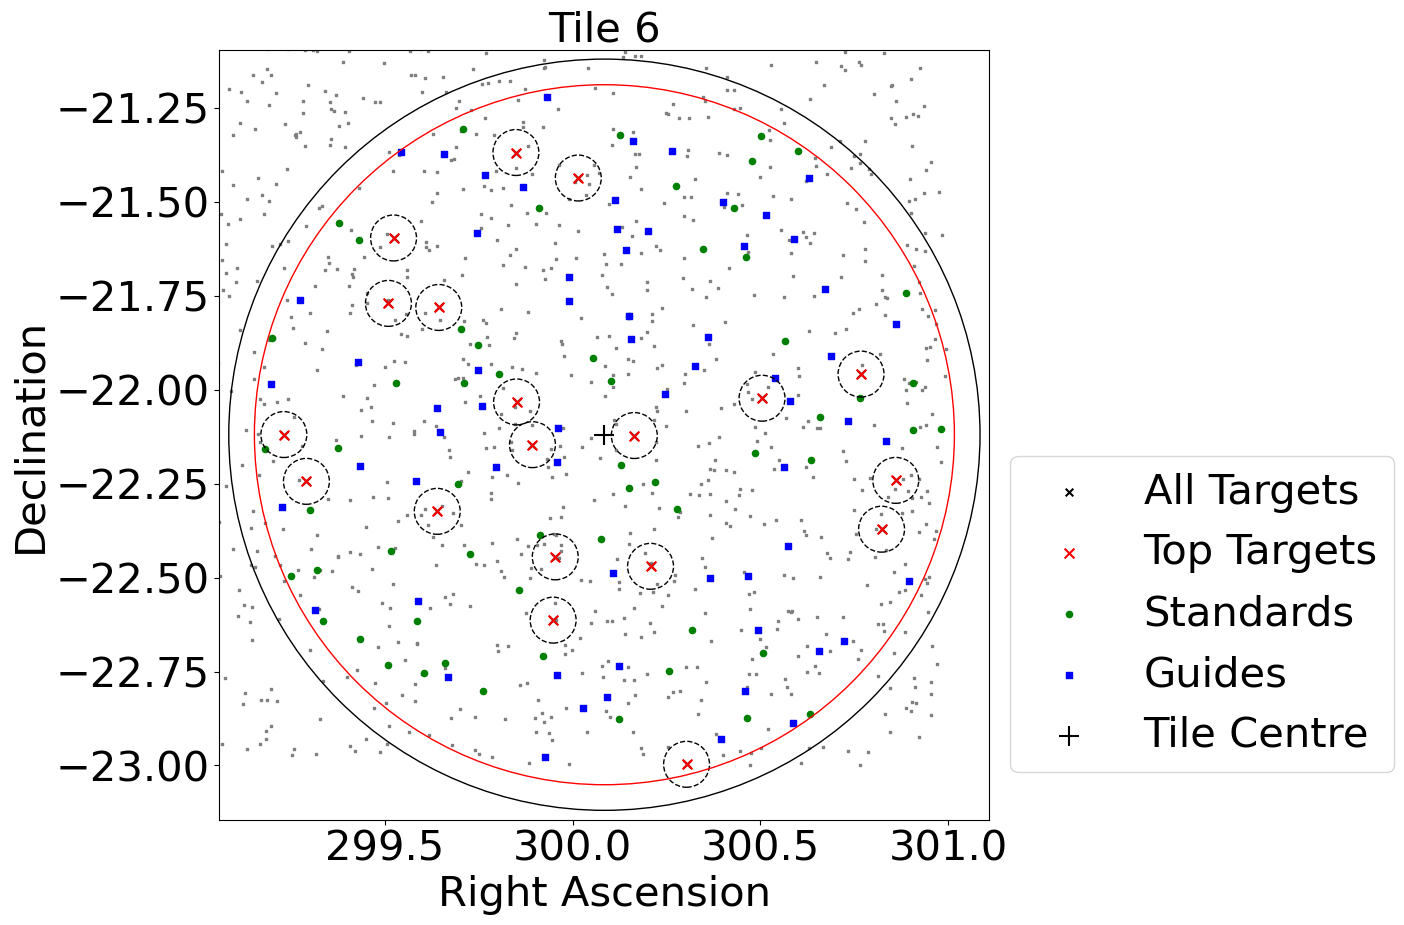 Tile 6
−21.25
−21.50
−21.75
−22.00
−22.25
−22.50
−22.75
−23.00
Declination
299.5 300.0 300.5 301.0
Right Ascension
All Targets
Top Targets
Standards
Guides
Tile Centre